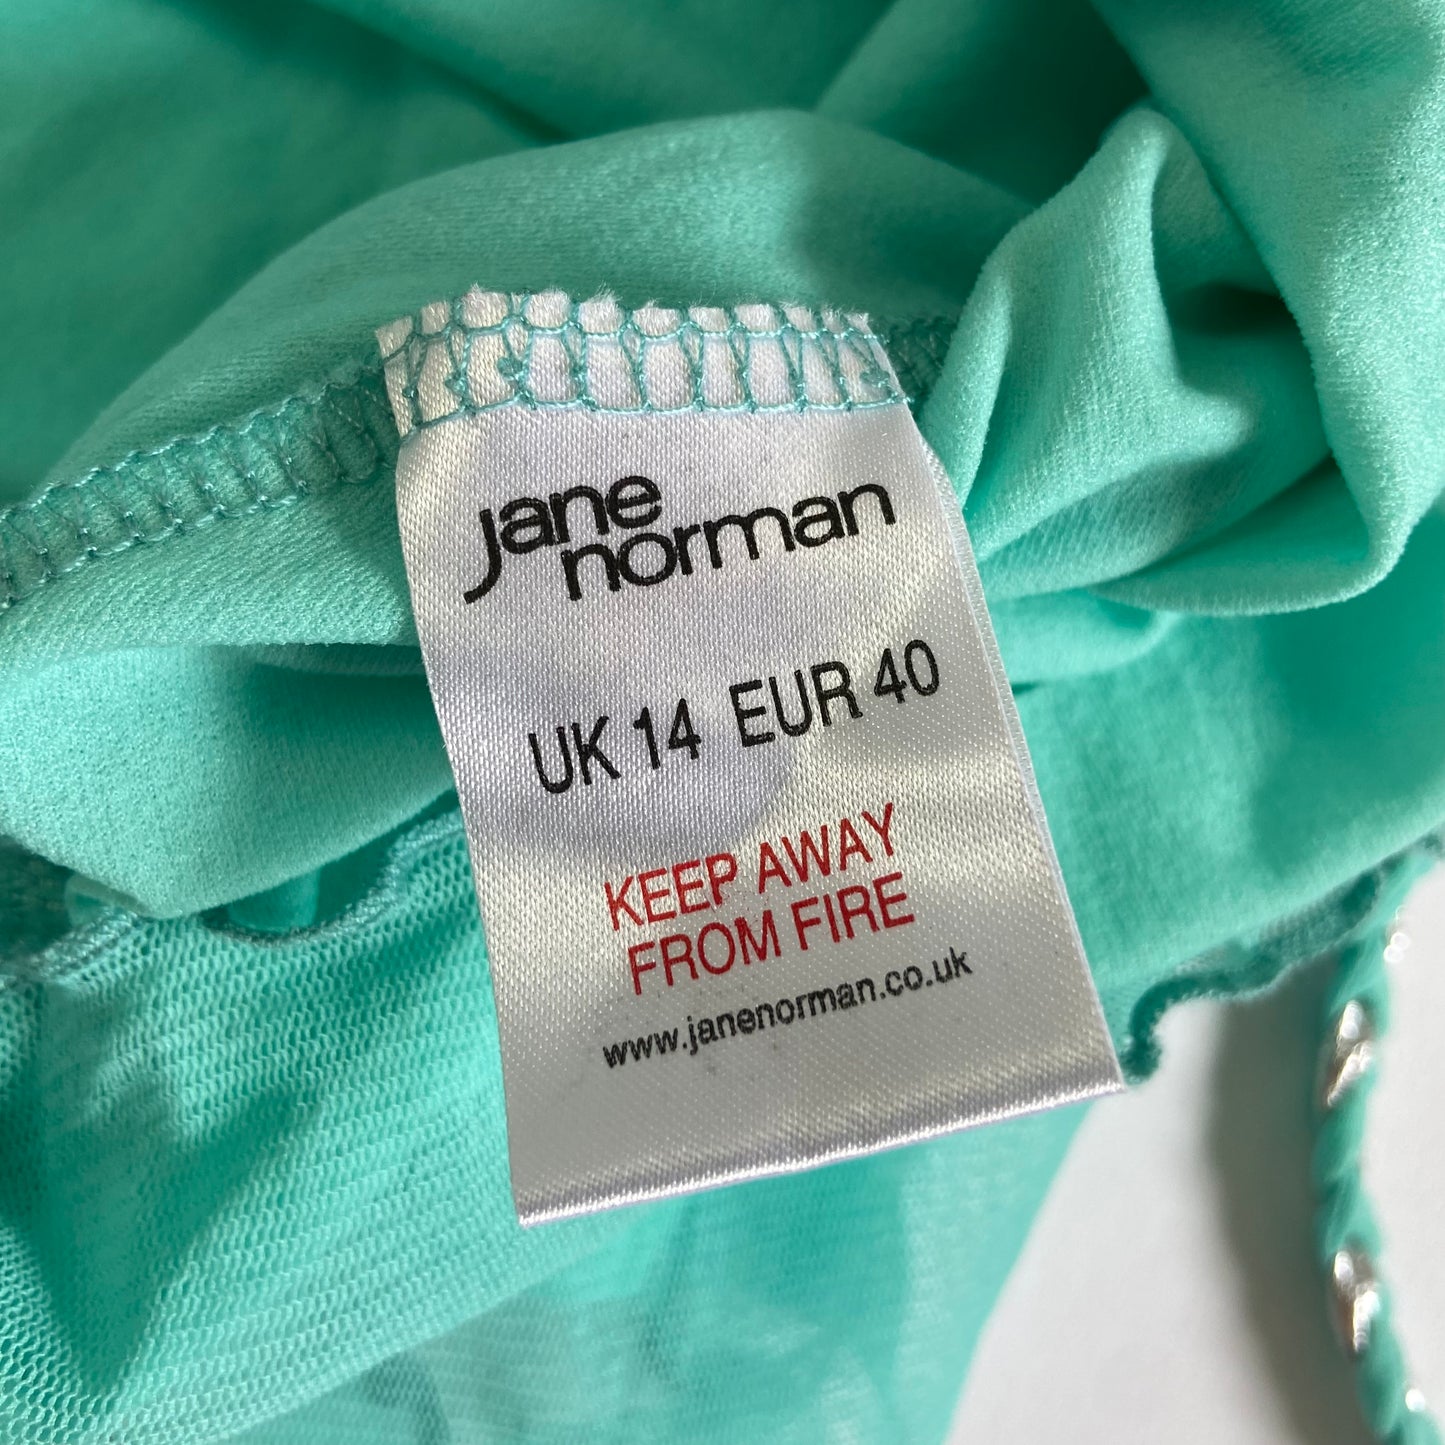 jane
norman
UK 14 EUR 40
KEEP AWAY
FROM FIRE
www.janenorman.co.uk